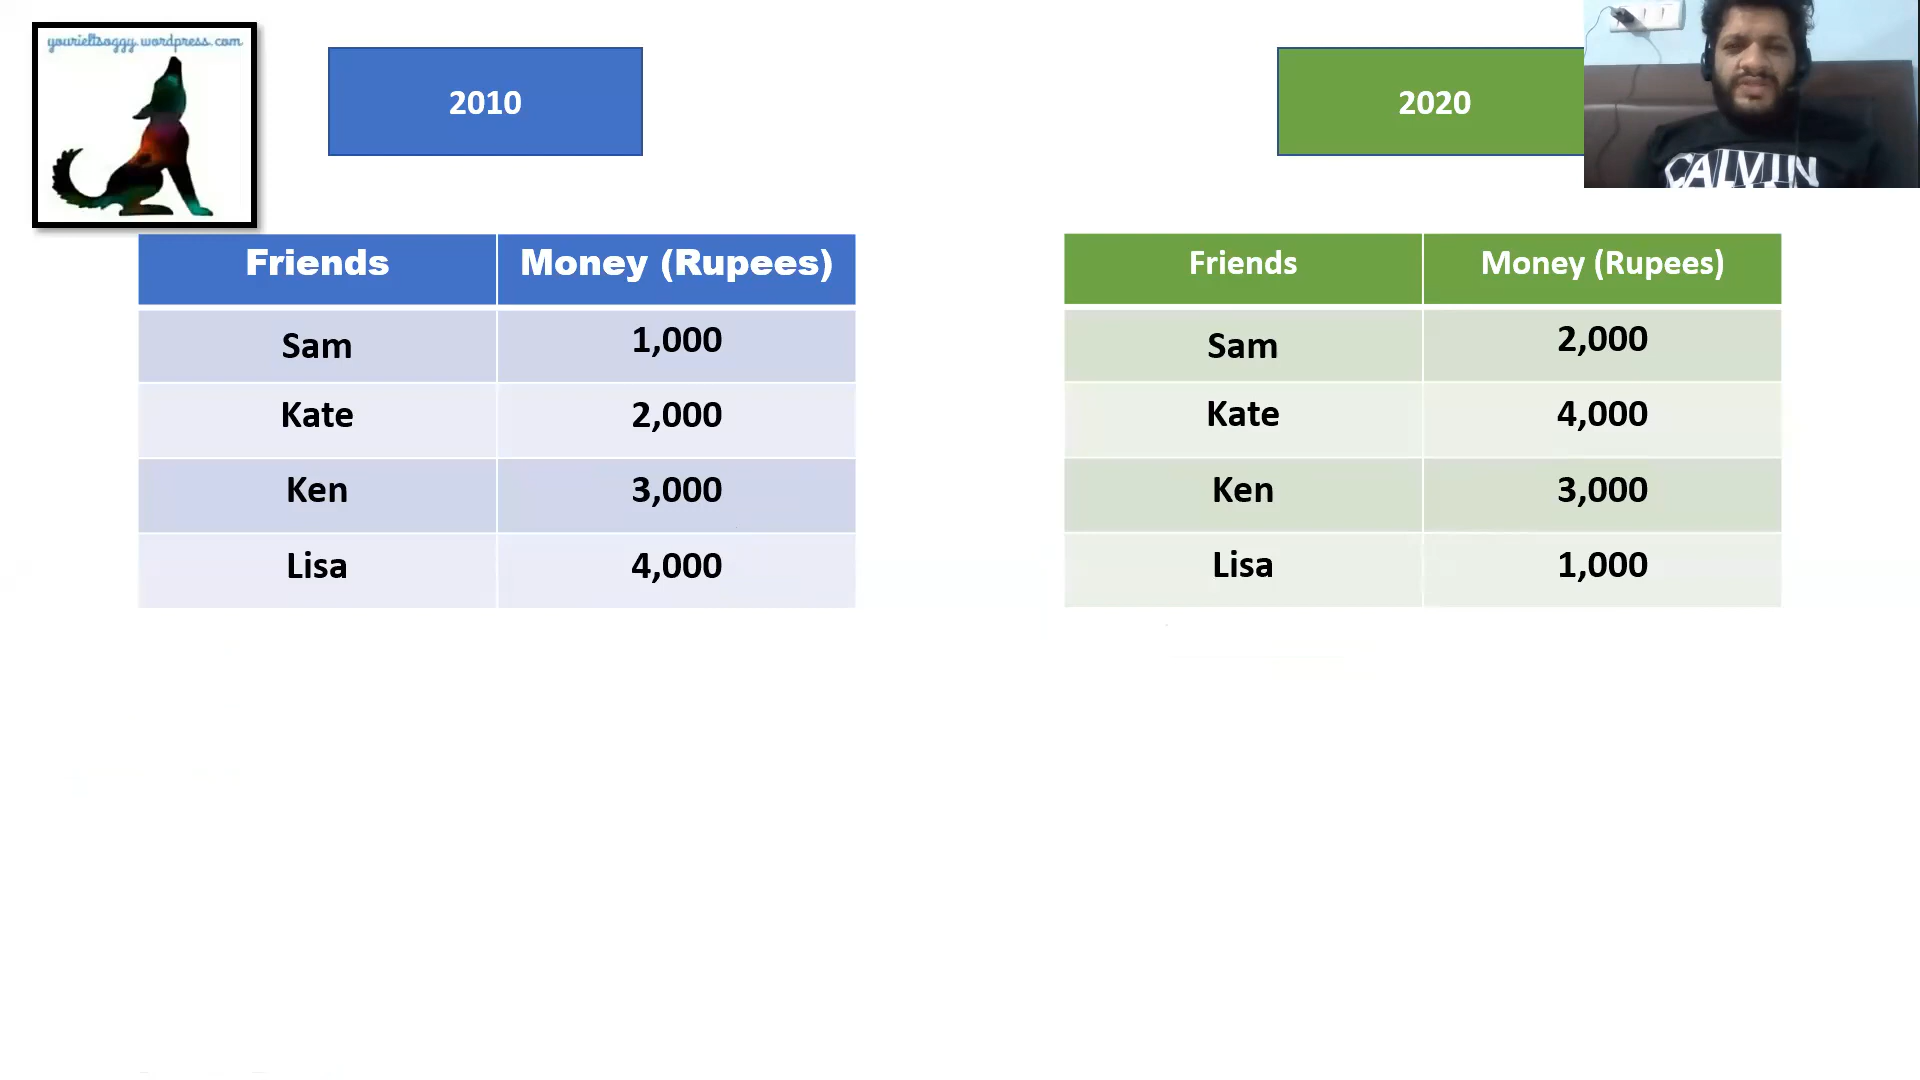 yourieltsoggy.wordpress.com
2010
2020
CALVIN
Friends Money (Rupees)
Sam 1,000
Kate 2,000
Ken 3,000
Lisa 4,000
Friends Money (Rupees)
Sam 2,000
Kate 4,000
Ken 3,000
Lisa 1,000